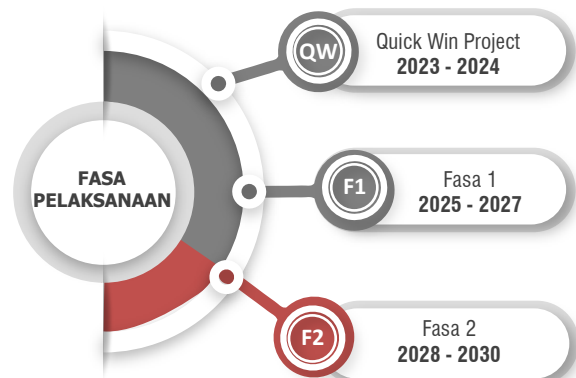 QW
Quick Win Project
2023 - 2024
FASA
PELAKSANAAN
F1
Fasa 1
2025 - 2027
F2
Fasa 2
2028 - 2030